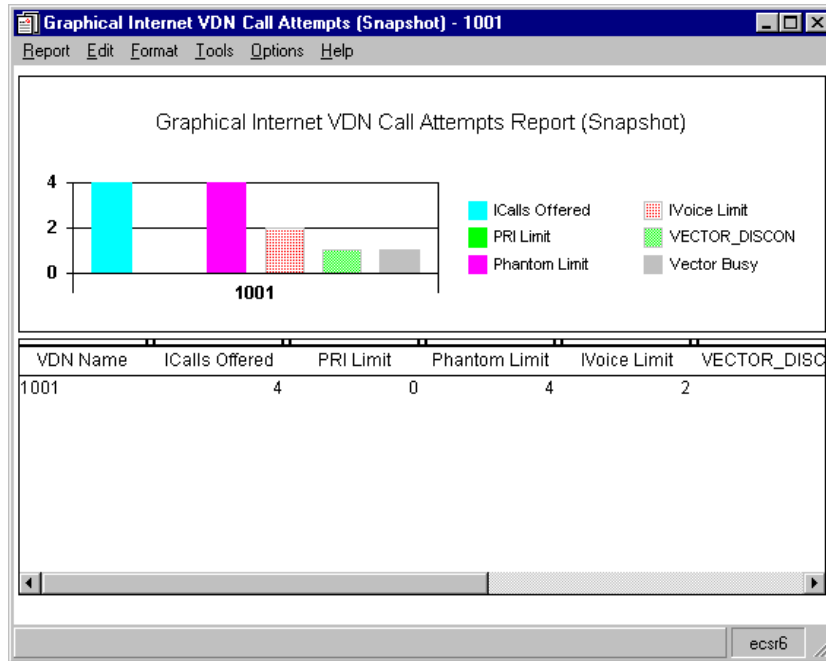 Graphical Internet VDN Call Attempts (Snapshot) - 1001
Report Edit Format Tools Options Help
Graphical Internet VDN Call Attempts Report (Snapshot)
4
2
0
1001
ICalls Offered IVoice Limit
PRI Limit VECTOR_DISCON
Phantom Limit Vector Busy
VDN Name ICalls Offered PRI Limit Phantom Limit IVoice Limit VECTOR_DISC
1001 4 0 4 2
ecsr6